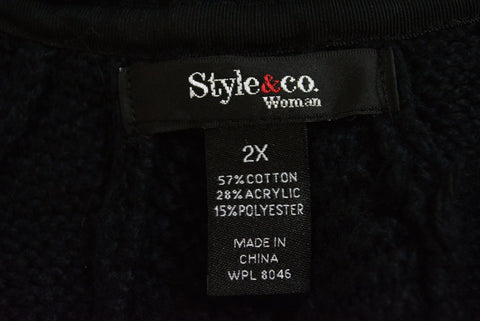 Style&co.
Woman
2X
57%COTTON
28%ACRYLIC
15%POLYESTER
MADE IN
CHINA
WPL 8046